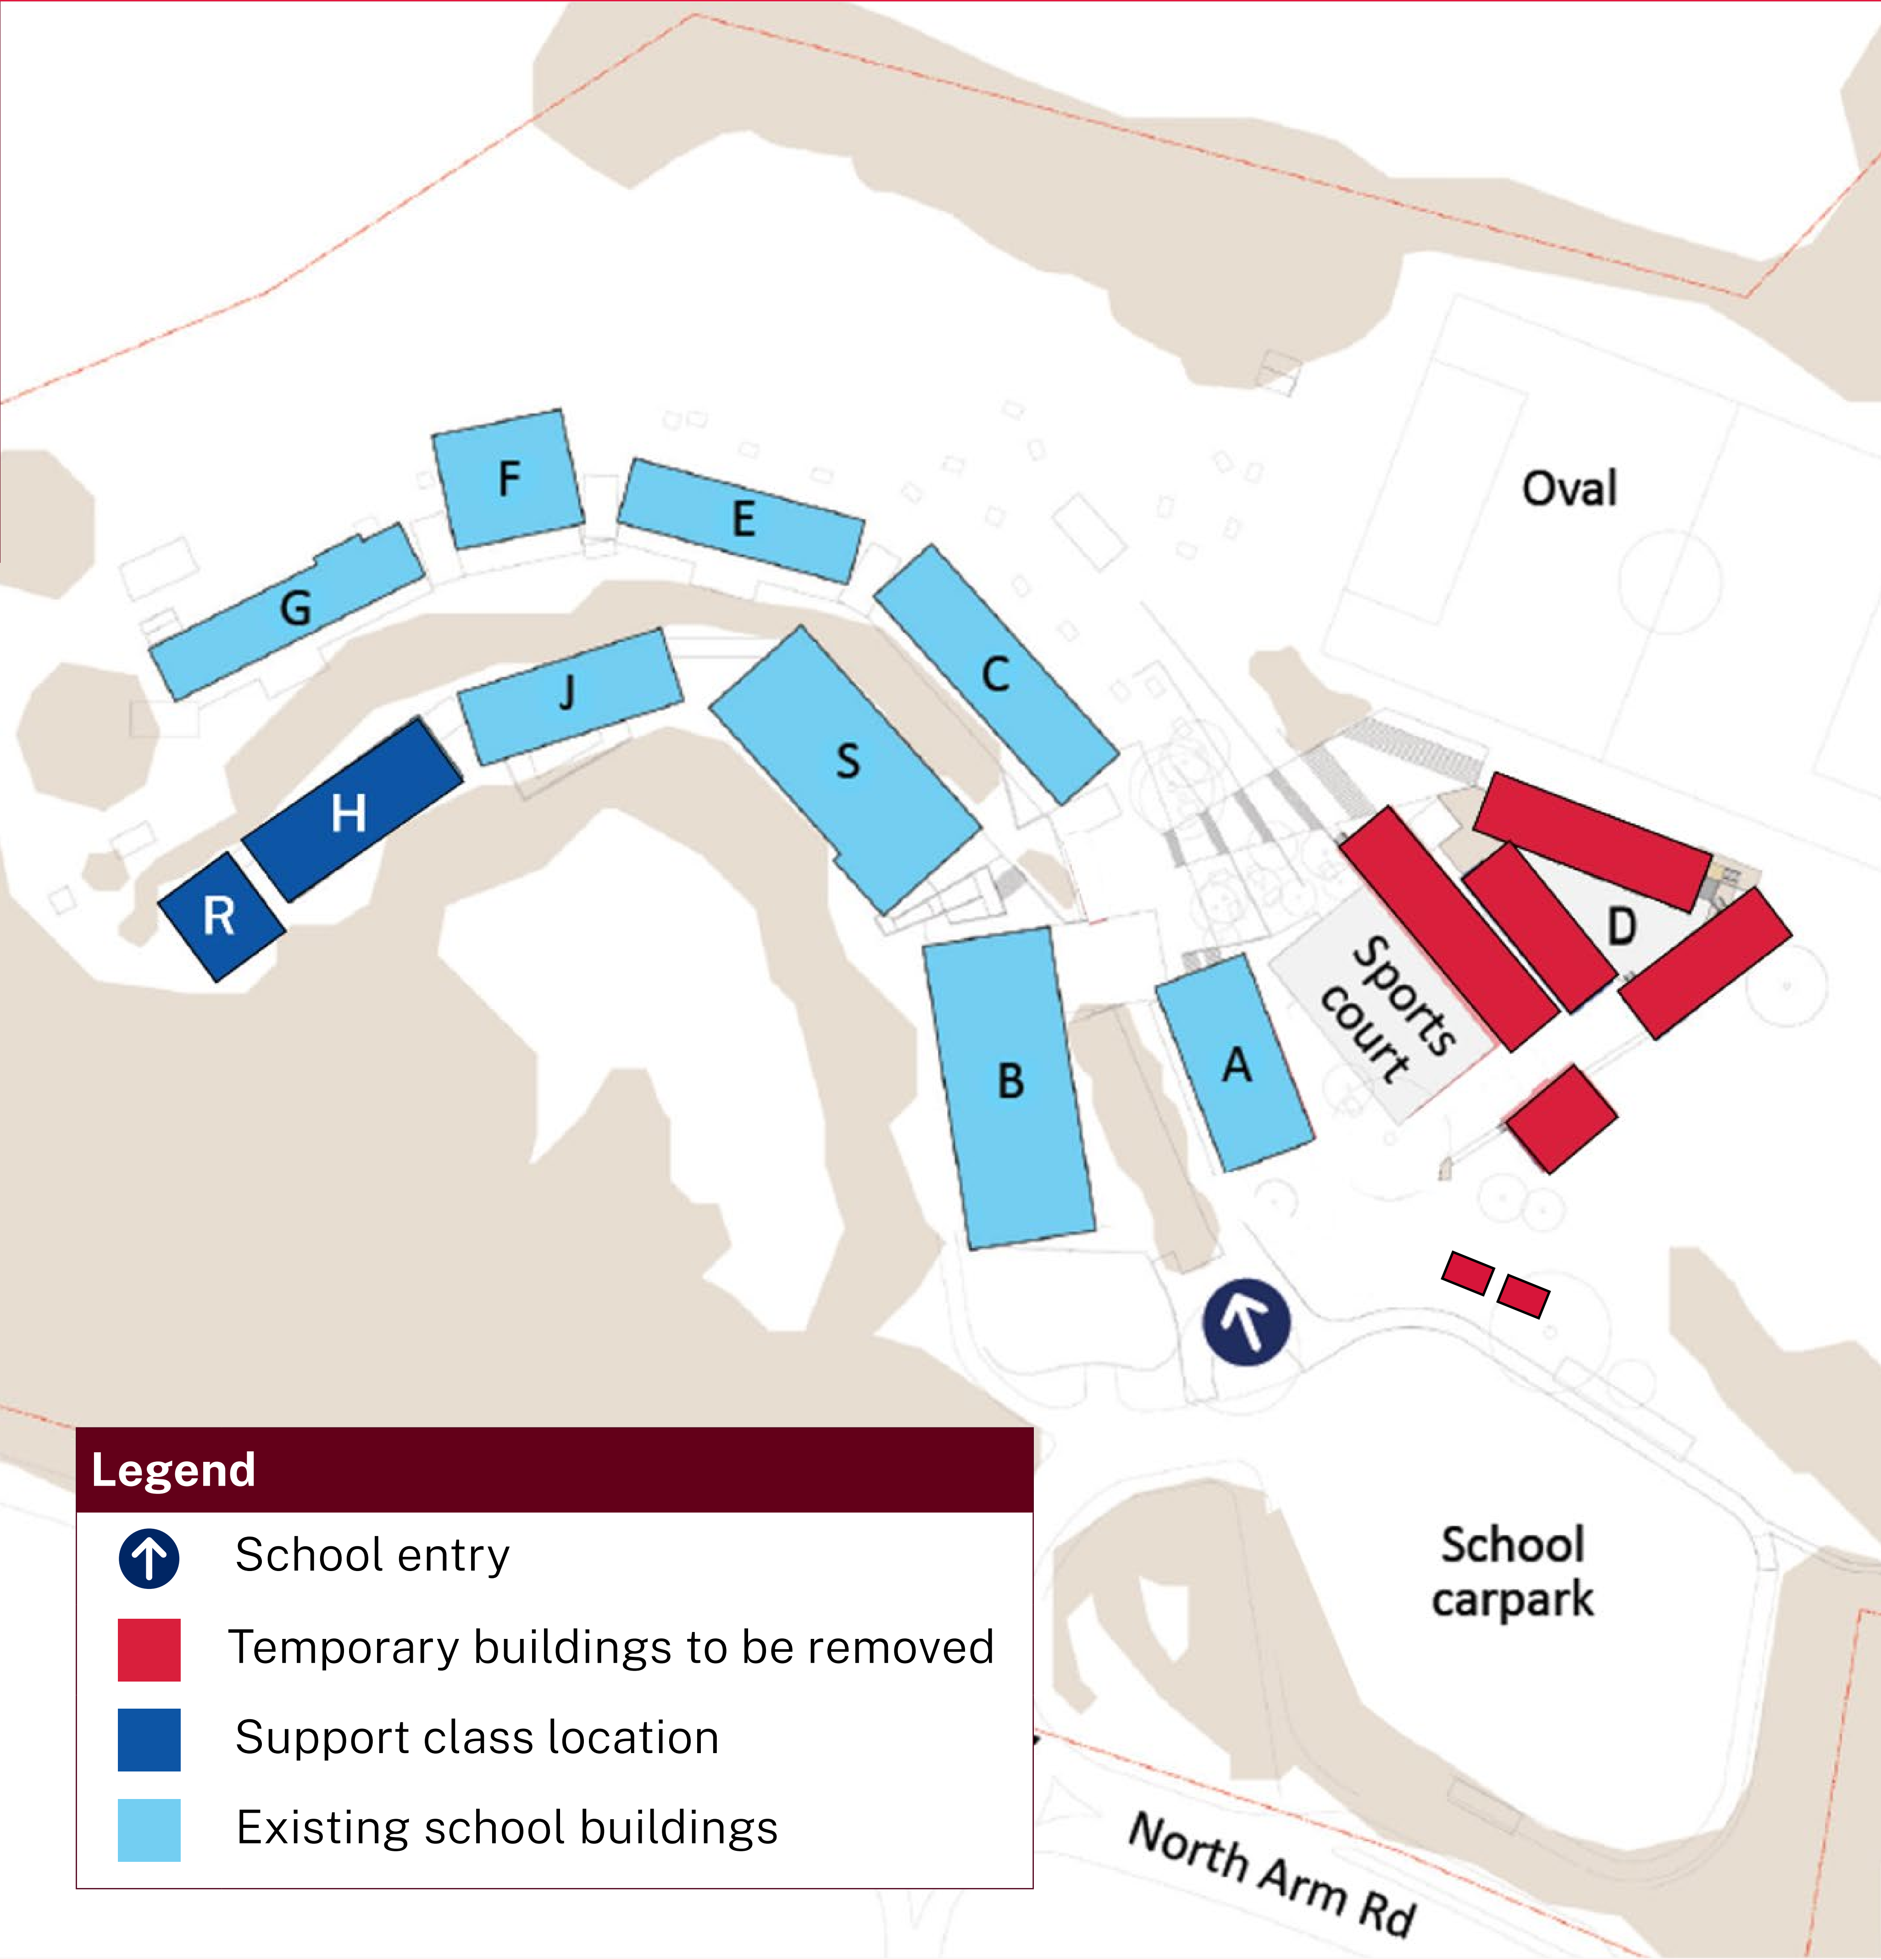 Oval
F
E
G
C
J
S
H
R
D
Sports
court
B
A
School
carpark
North Arm Rd
Legend
School entry
Temporary buildings to be removed
Support class location
Existing school buildings